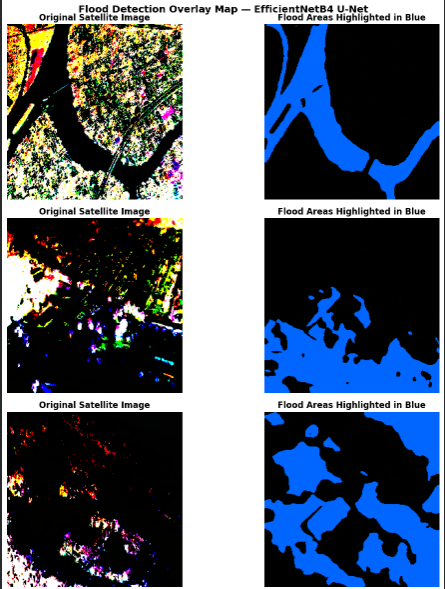 Flood Detection Overlay Map — EfficientNetB4 U-Net
Original Satellite Image Flood Areas Highlighted in Blue
Original Satellite Image Flood Areas Highlighted in Blue
Original Satellite Image Flood Areas Highlighted in Blue